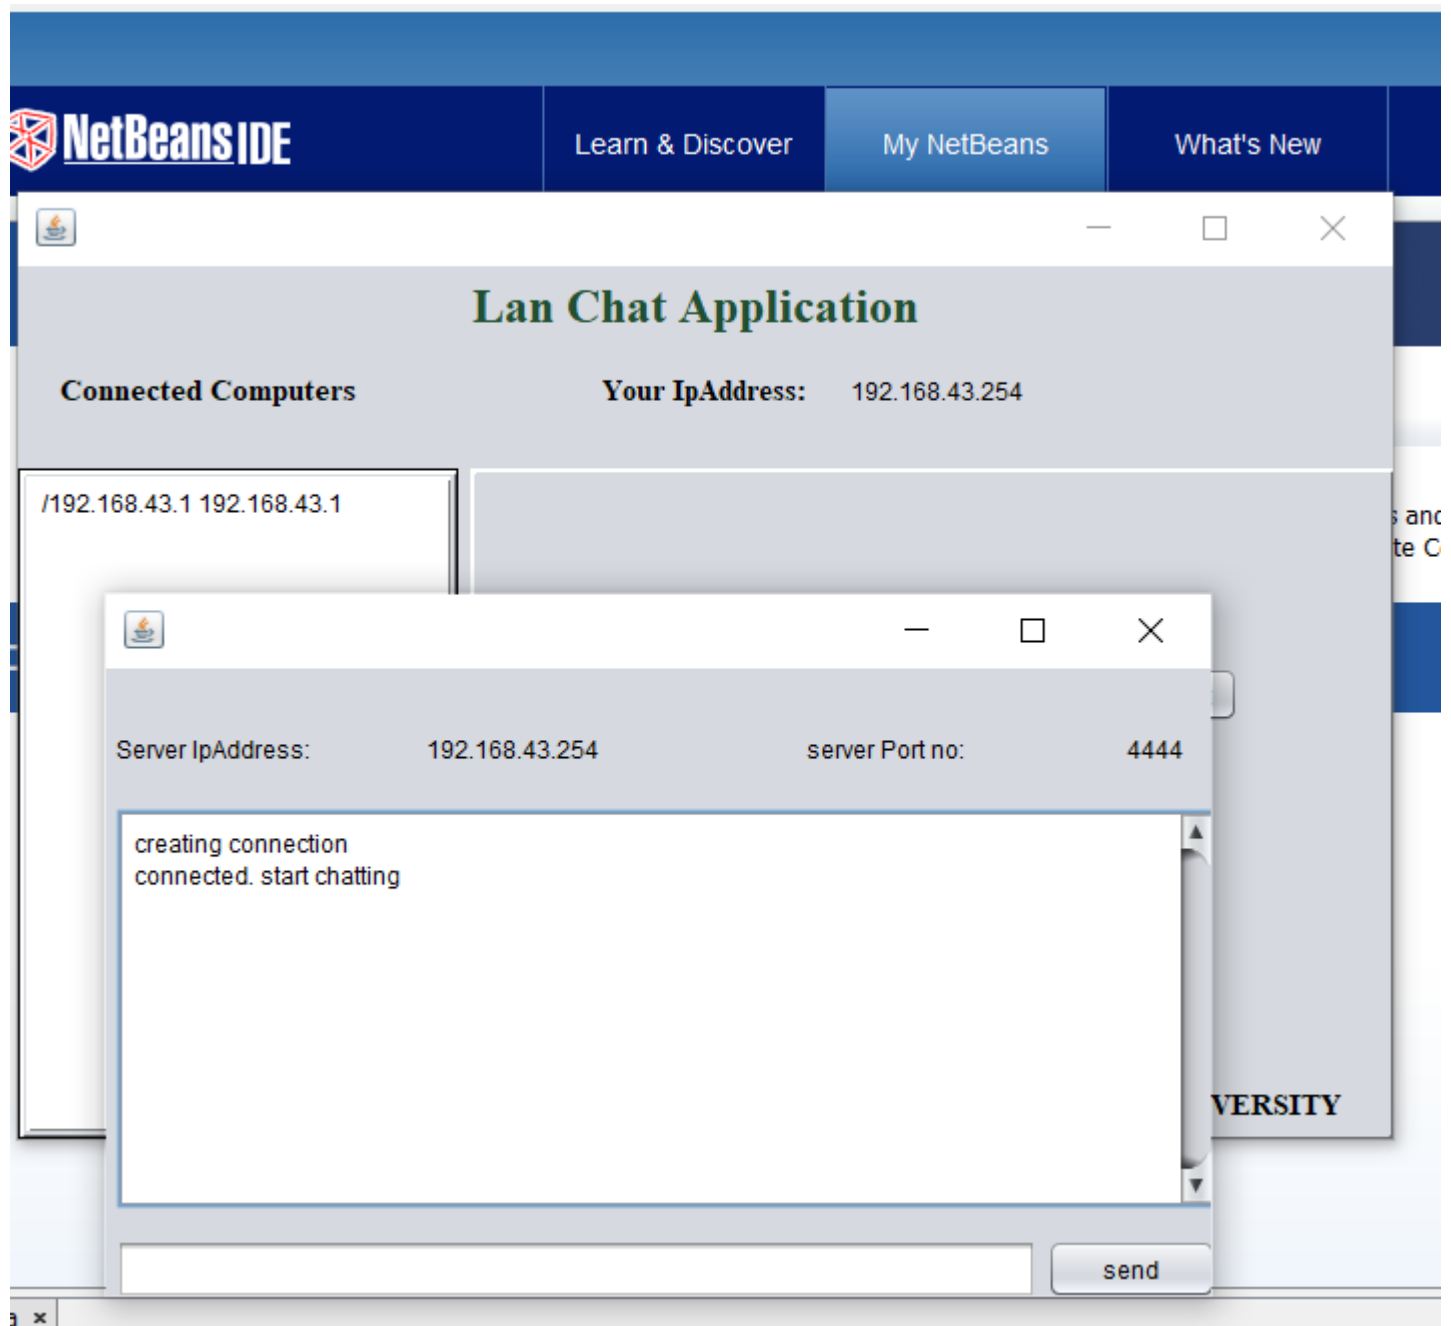 NetBeans IDE
Learn & Discover
My NetBeans
What's New
Lan Chat Application
Connected Computers
Your IpAddress:
192.168.43.254
/192.168.43.1 192.168.43.1
s and
te C
Server IpAddress:
192.168.43.254
server Port no:
4444
creating connection
connected. start chatting
VERSITY
send
a